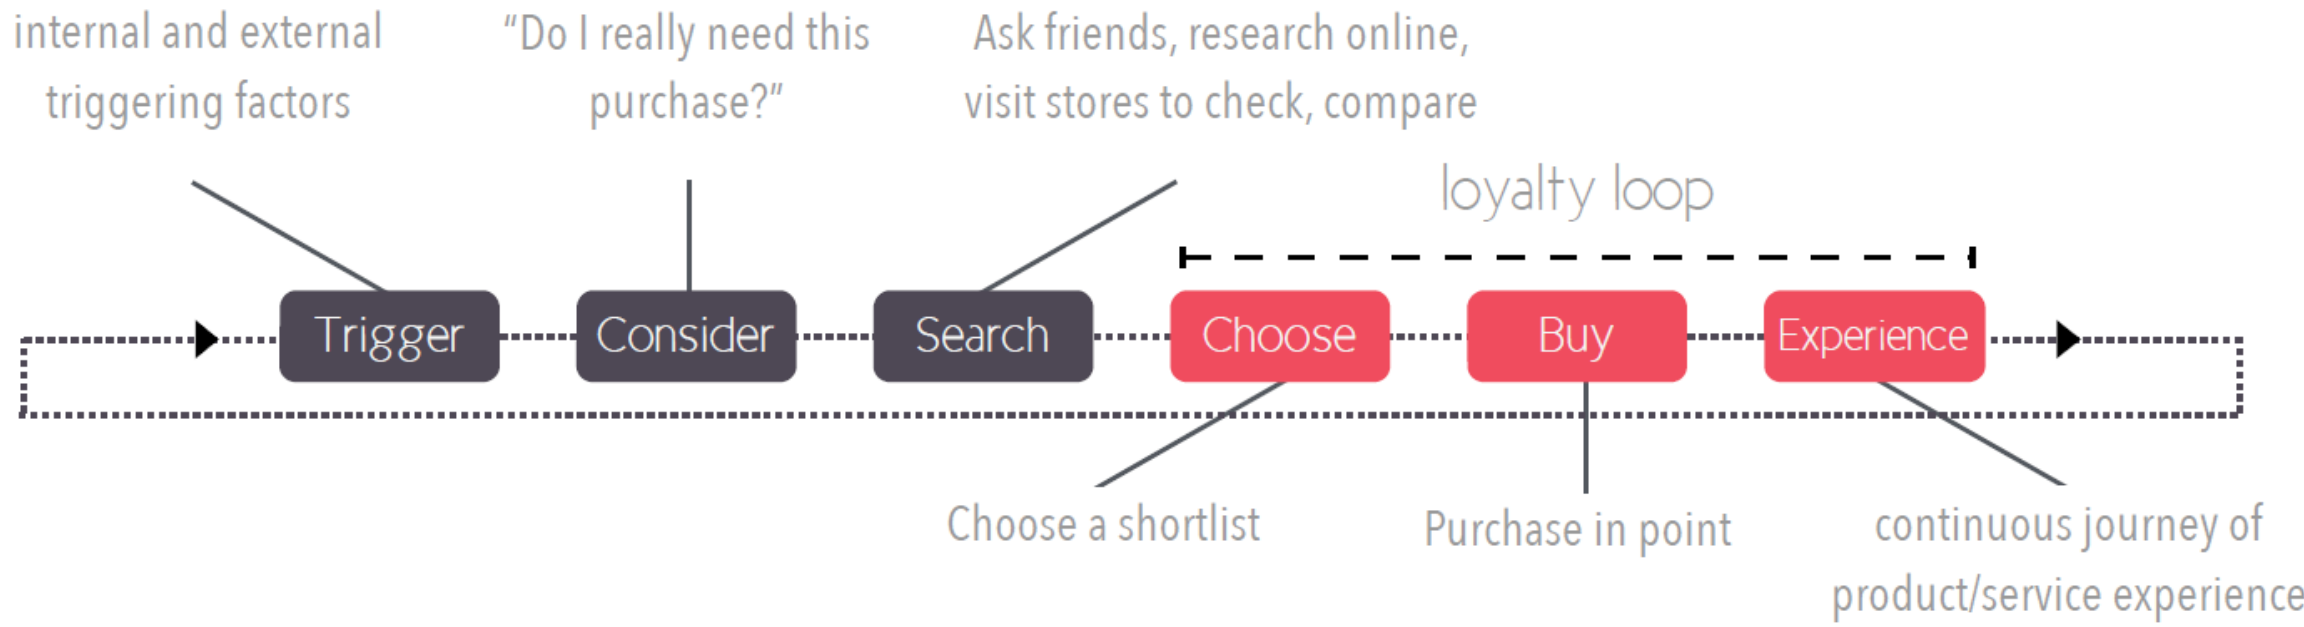 internal and external
triggering factors
“Do I really need this
purchase?”
Ask friends, research online,
visit stores to check, compare
loyalty loop
Trigger
Consider
Search
Choose
Buy
Experience
Choose a shortlist
Purchase in point
continuous journey of
product/service experience